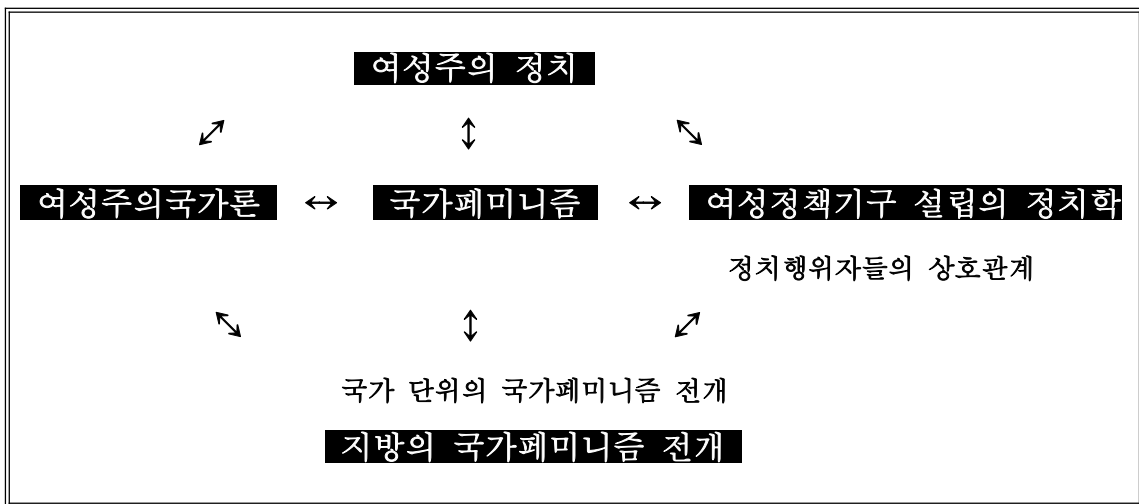 여성주의 정치
↗↙ ↕ ↖↘
여성주의국가론 ↔ 국가페미니즘 ↔ 여성정책기구 설립의 정치학
정치행위자들의 상호관계
↖↘ ↕ ↗↙
국가 단위의 국가페미니즘 전개
지방의 국가페미니즘 전개